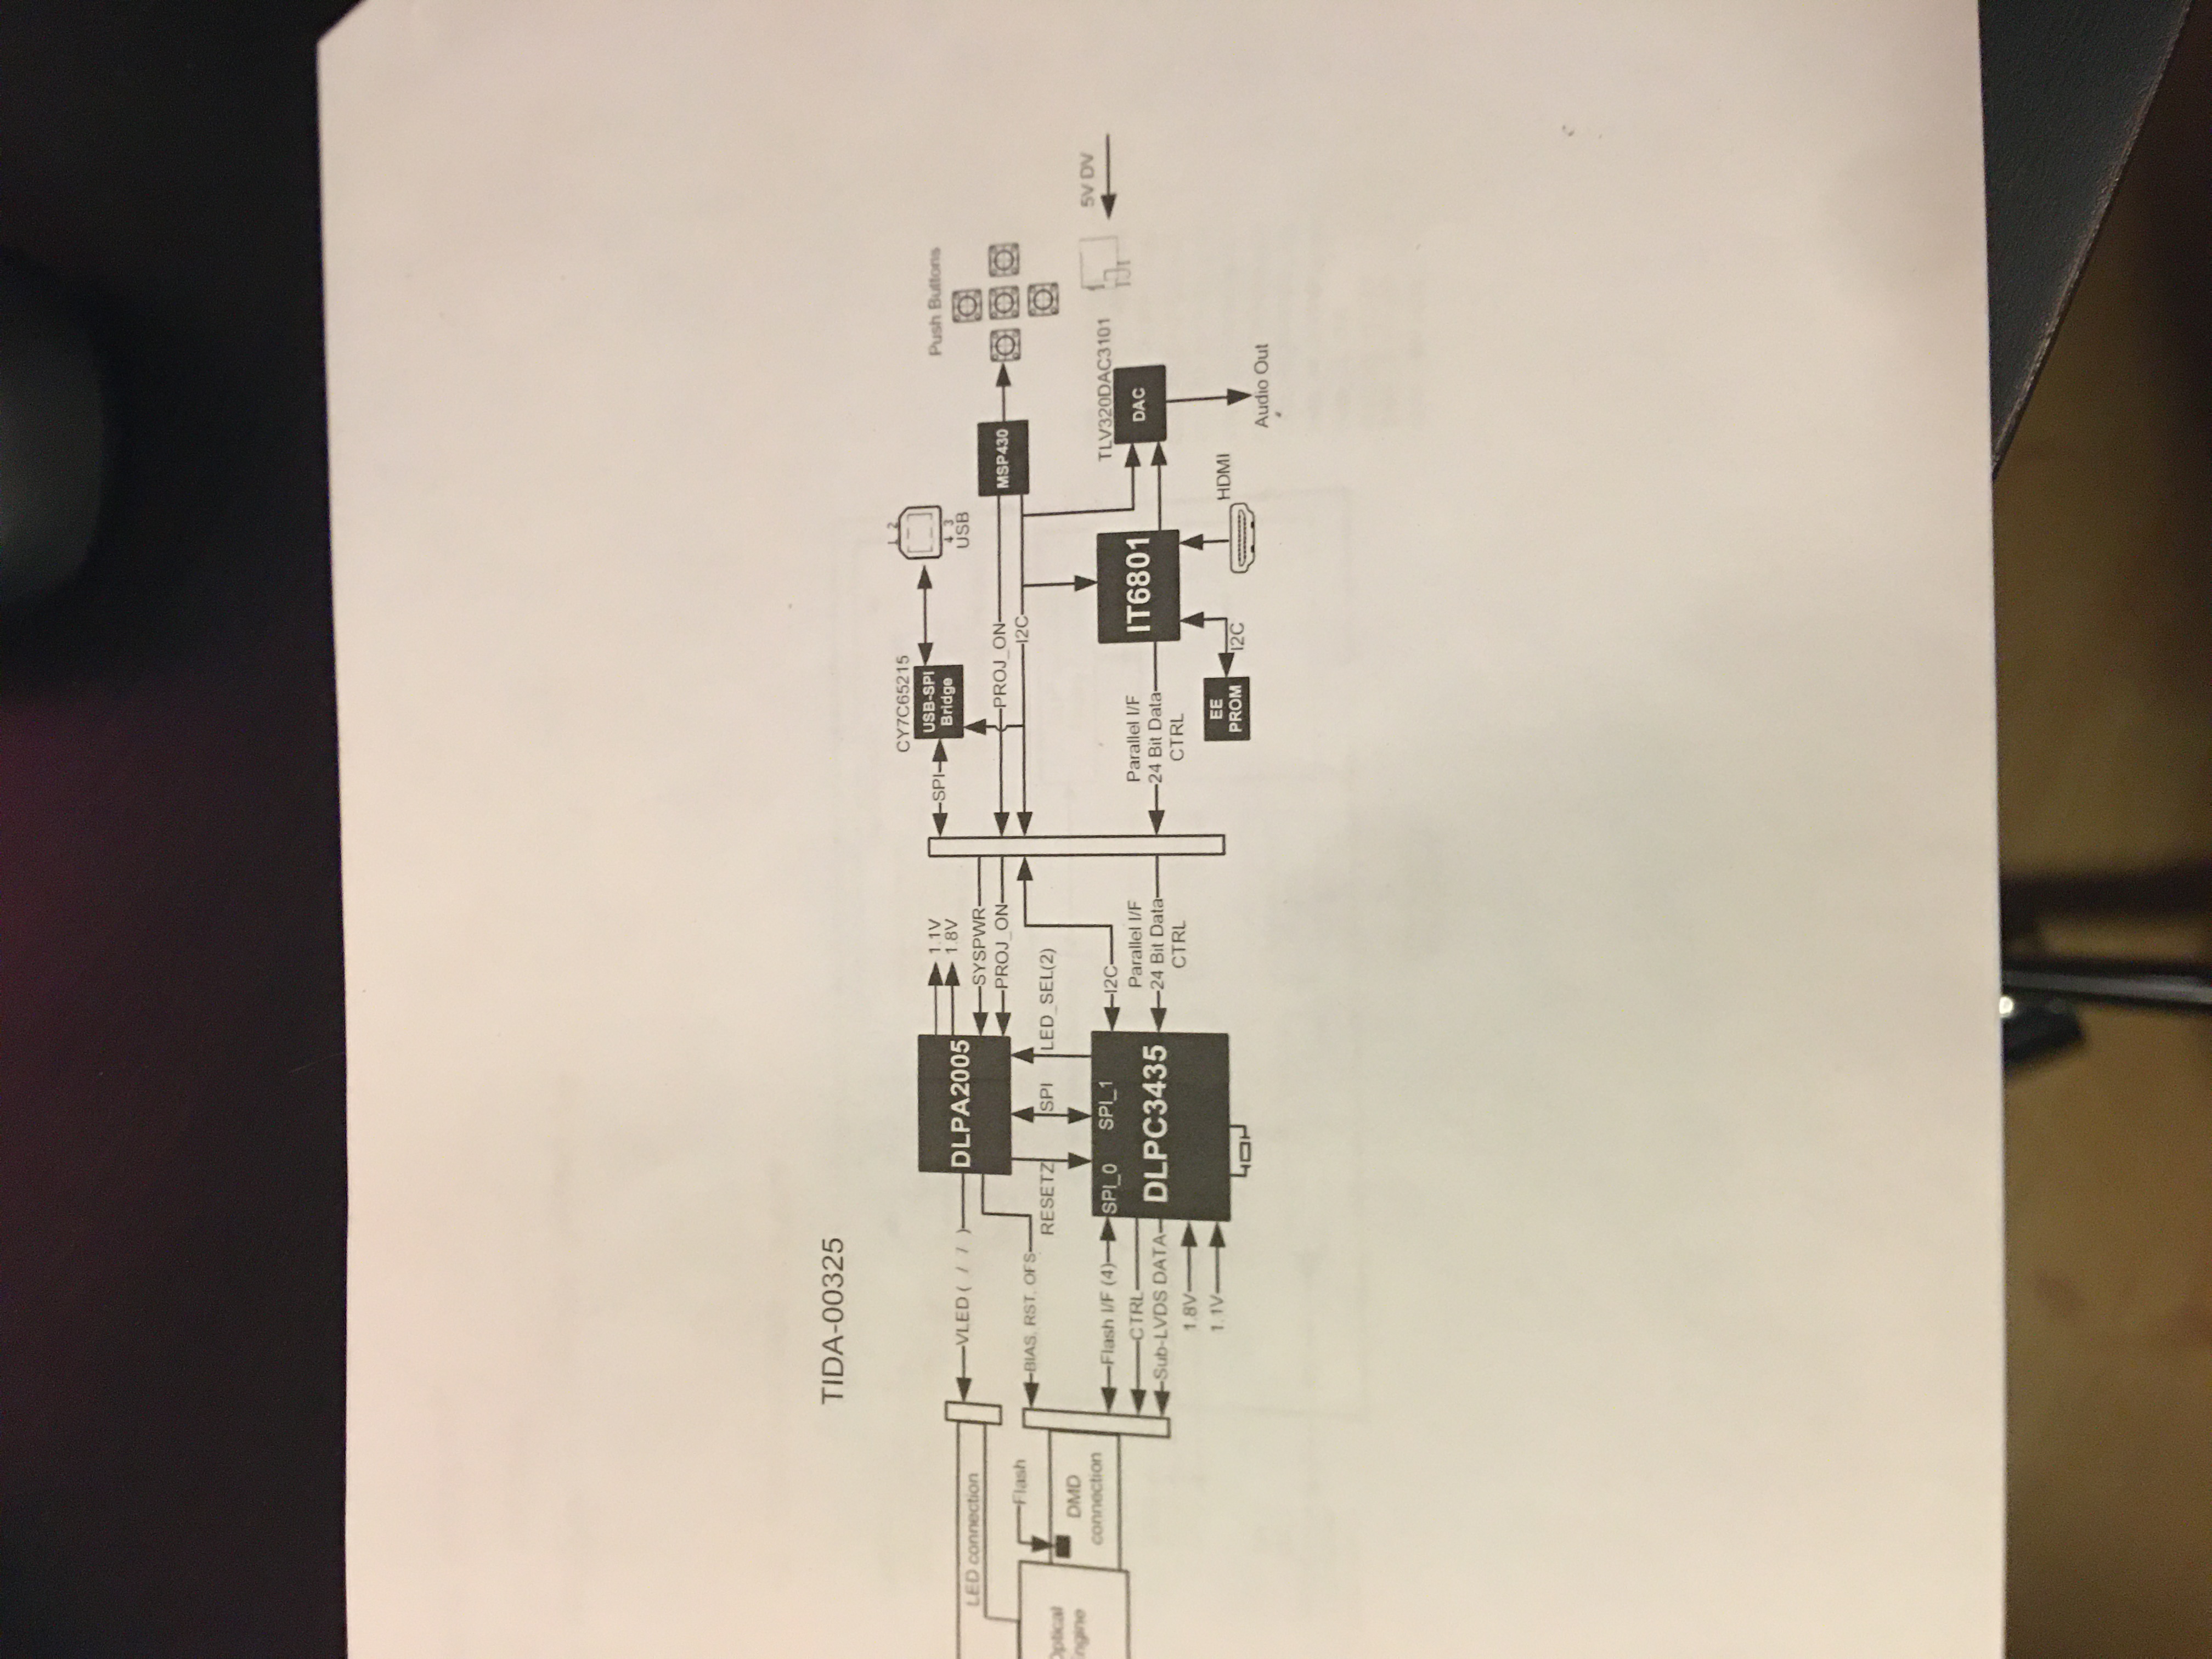 TIDA-00325
CY7C65215
USB-SPI
Bridge
1 2
4 3
USB
Push Buttons
LED connection
VLED ( / / )
DLPA2005
1.1V
1.8V
SYSPWR
PROJ_ON
SPI
PROJ_ON
I2C
MSP430
Flash
BIAS, RST, OFS
RESETZ
SPI
LED_SEL(2)
Optical
Engine
DMD
connection
Flash I/F (4)
SPI_0
SPI_1
CTRL
DLPC3435
Sub-LVDS DATA
1.8V
1.1V
I2C
Parallel I/F
24 Bit Data
CTRL
Parallel I/F
24 Bit Data
CTRL
IT6801
TLV320DAC3101
DAC
5V DV
EE
PROM
I2C
HDMI
Audio Out